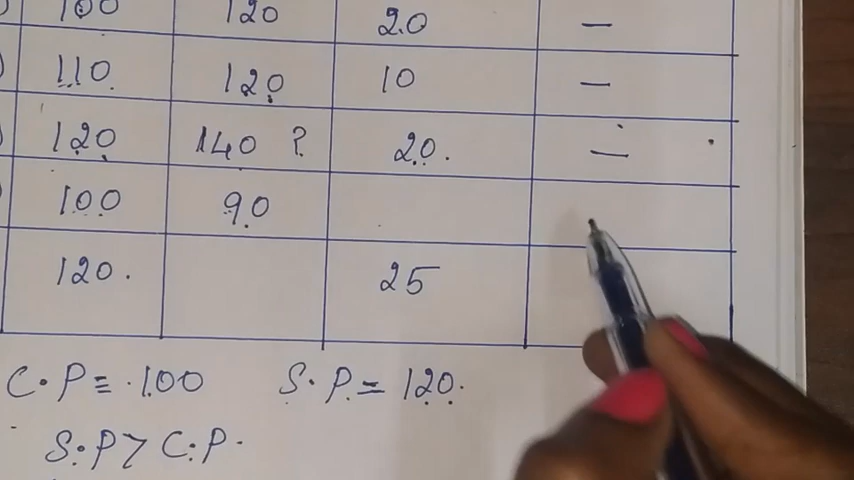 100 120 20 —
110 120 10 —
120 140 ? 20. —
100 90
120. 25
C.P = 100 S.P. = 120.
S.P > C.P.